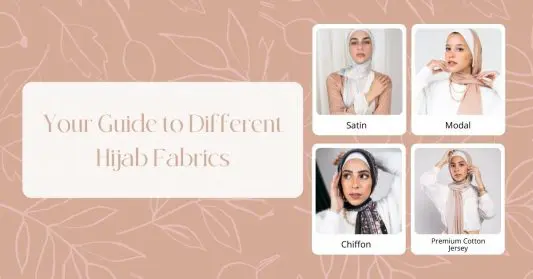 Your Guide to Different
Hijab Fabrics
Satin
Modal
Chiffon
Premium Cotton
Jersey